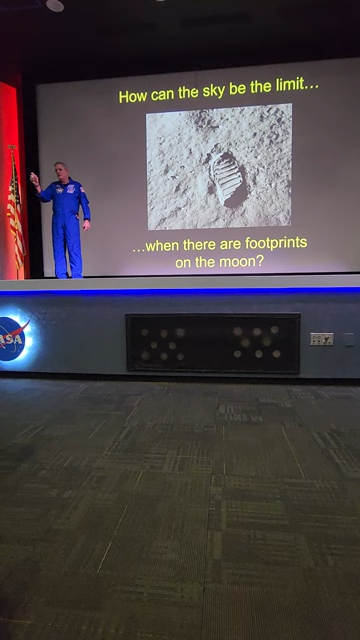 How can the sky be the limit...
...when there are footprints
on the moon?
NASA